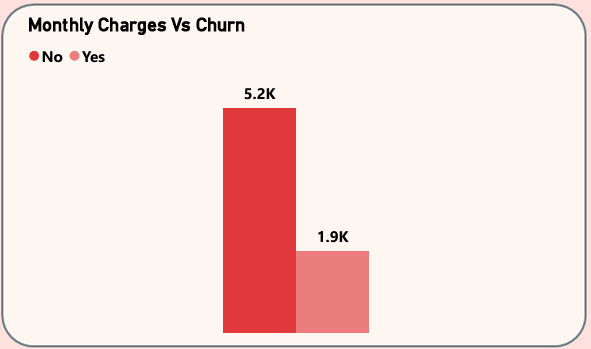 Monthly Charges Vs Churn
No Yes
5.2K
1.9K